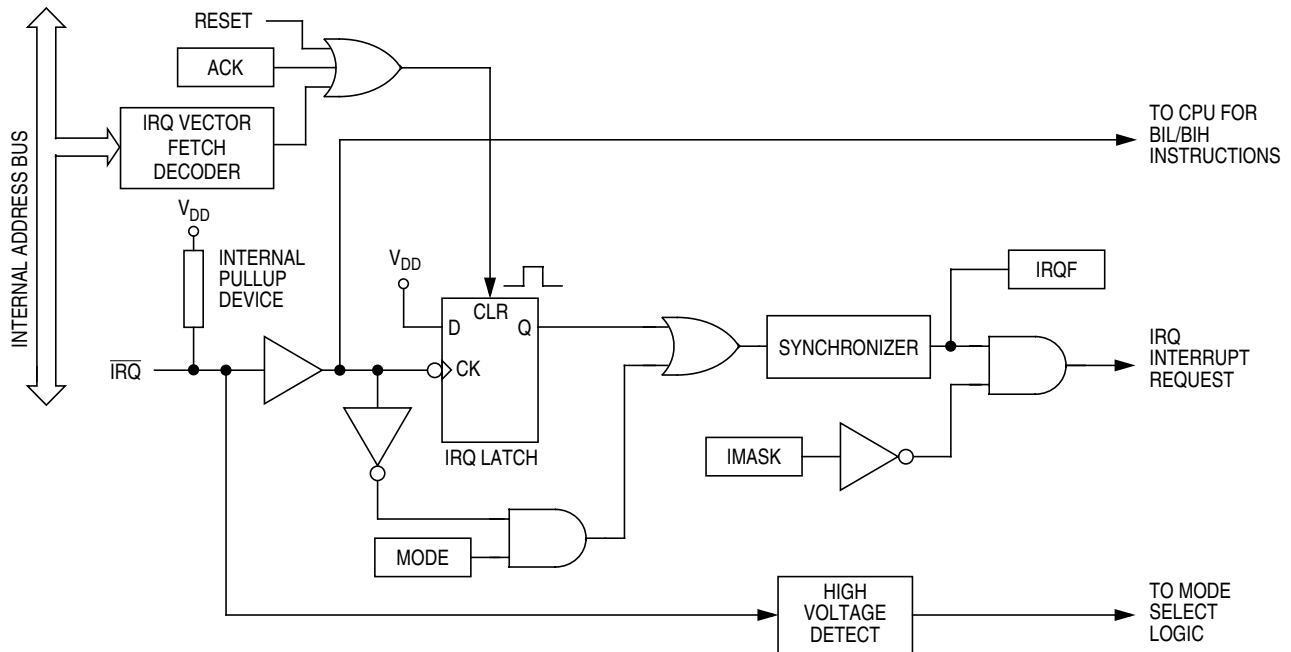 INTERNAL ADDRESS BUS
RESET
ACK
IRQ VECTOR
FETCH
DECODER
TO CPU FOR
BIL/BIH
INSTRUCTIONS
VDD
INTERNAL
PULLUP
DEVICE
VDD
CLR
D
Q
CK
IRQ LATCH
IRQ
SYNCHRONIZER
IRQF
IRQ
INTERRUPT
REQUEST
IMASK
MODE
HIGH
VOLTAGE
DETECT
TO MODE
SELECT
LOGIC